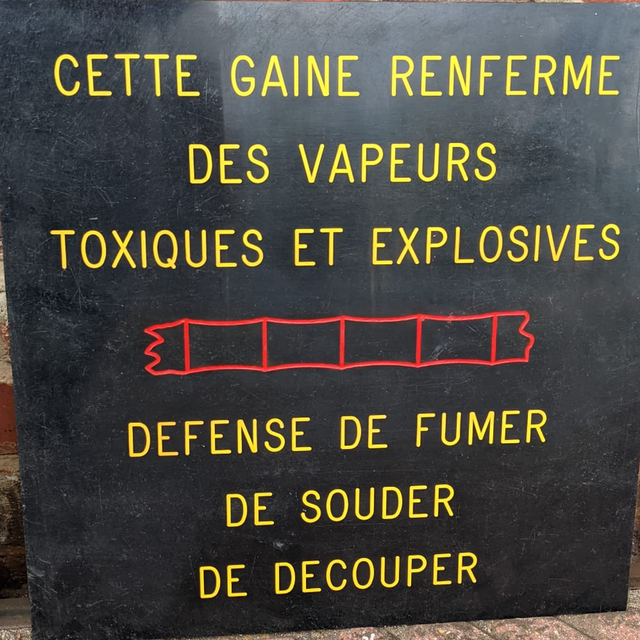 CETTE GAINE RENFERME
DES VAPEURS
TOXIQUES ET EXPLOSIVES
DEFENSE DE FUMER
DE SOUDER
DE DECOUPER